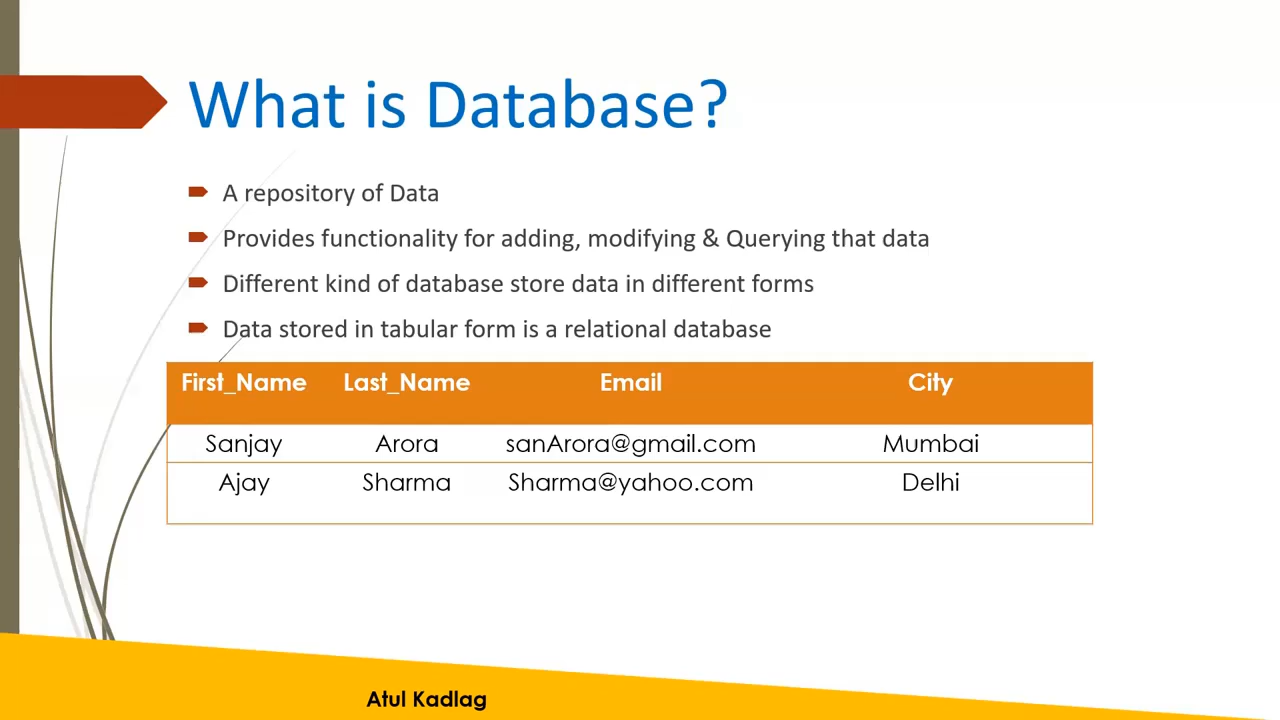 What is Database?
A repository of Data
Provides functionality for adding, modifying & Querying that data
Different kind of database store data in different forms
Data stored in tabular form is a relational database
First_Name Last_Name Email City
Sanjay Arora sanArora@gmail.com Mumbai
Ajay Sharma Sharma@yahoo.com Delhi
Atul Kadlag